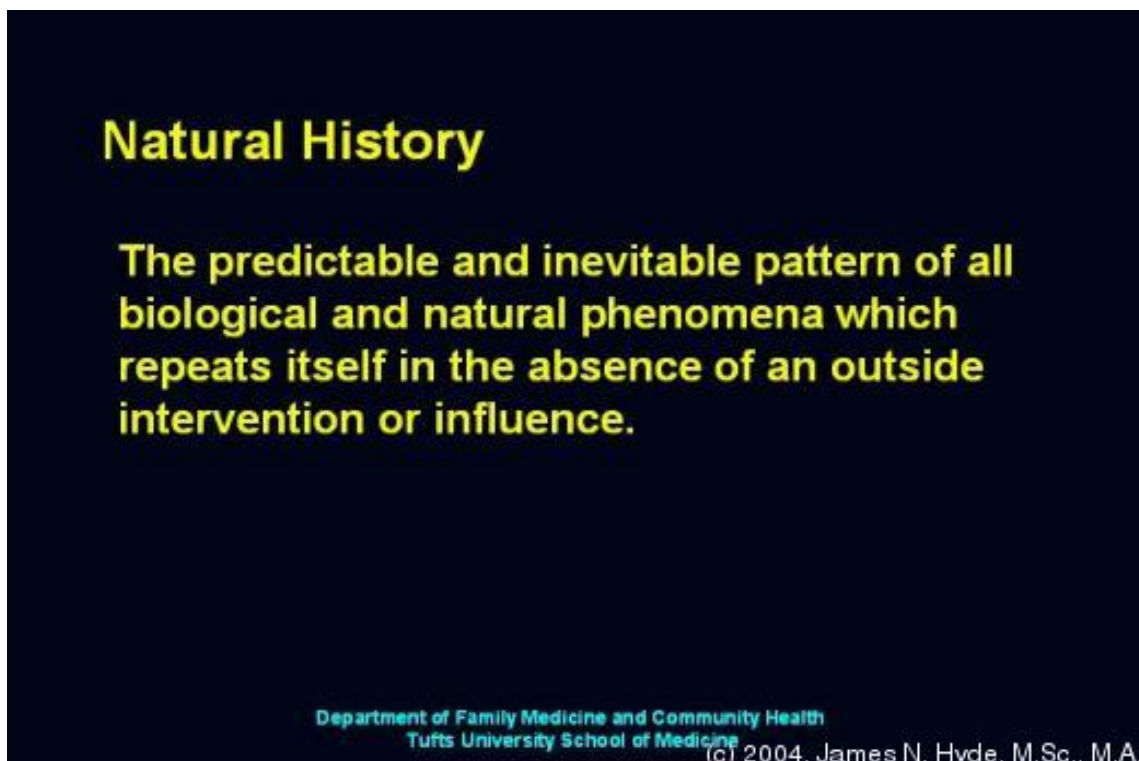 Natural History
The predictable and inevitable pattern of all
biological and natural phenomena which
repeats itself in the absence of an outside
intervention or influence.
Department of Family Medicine and Community Health
Tufts University School of Medicine
(c) 2004, James N. Hyde, M.Sc., M.A